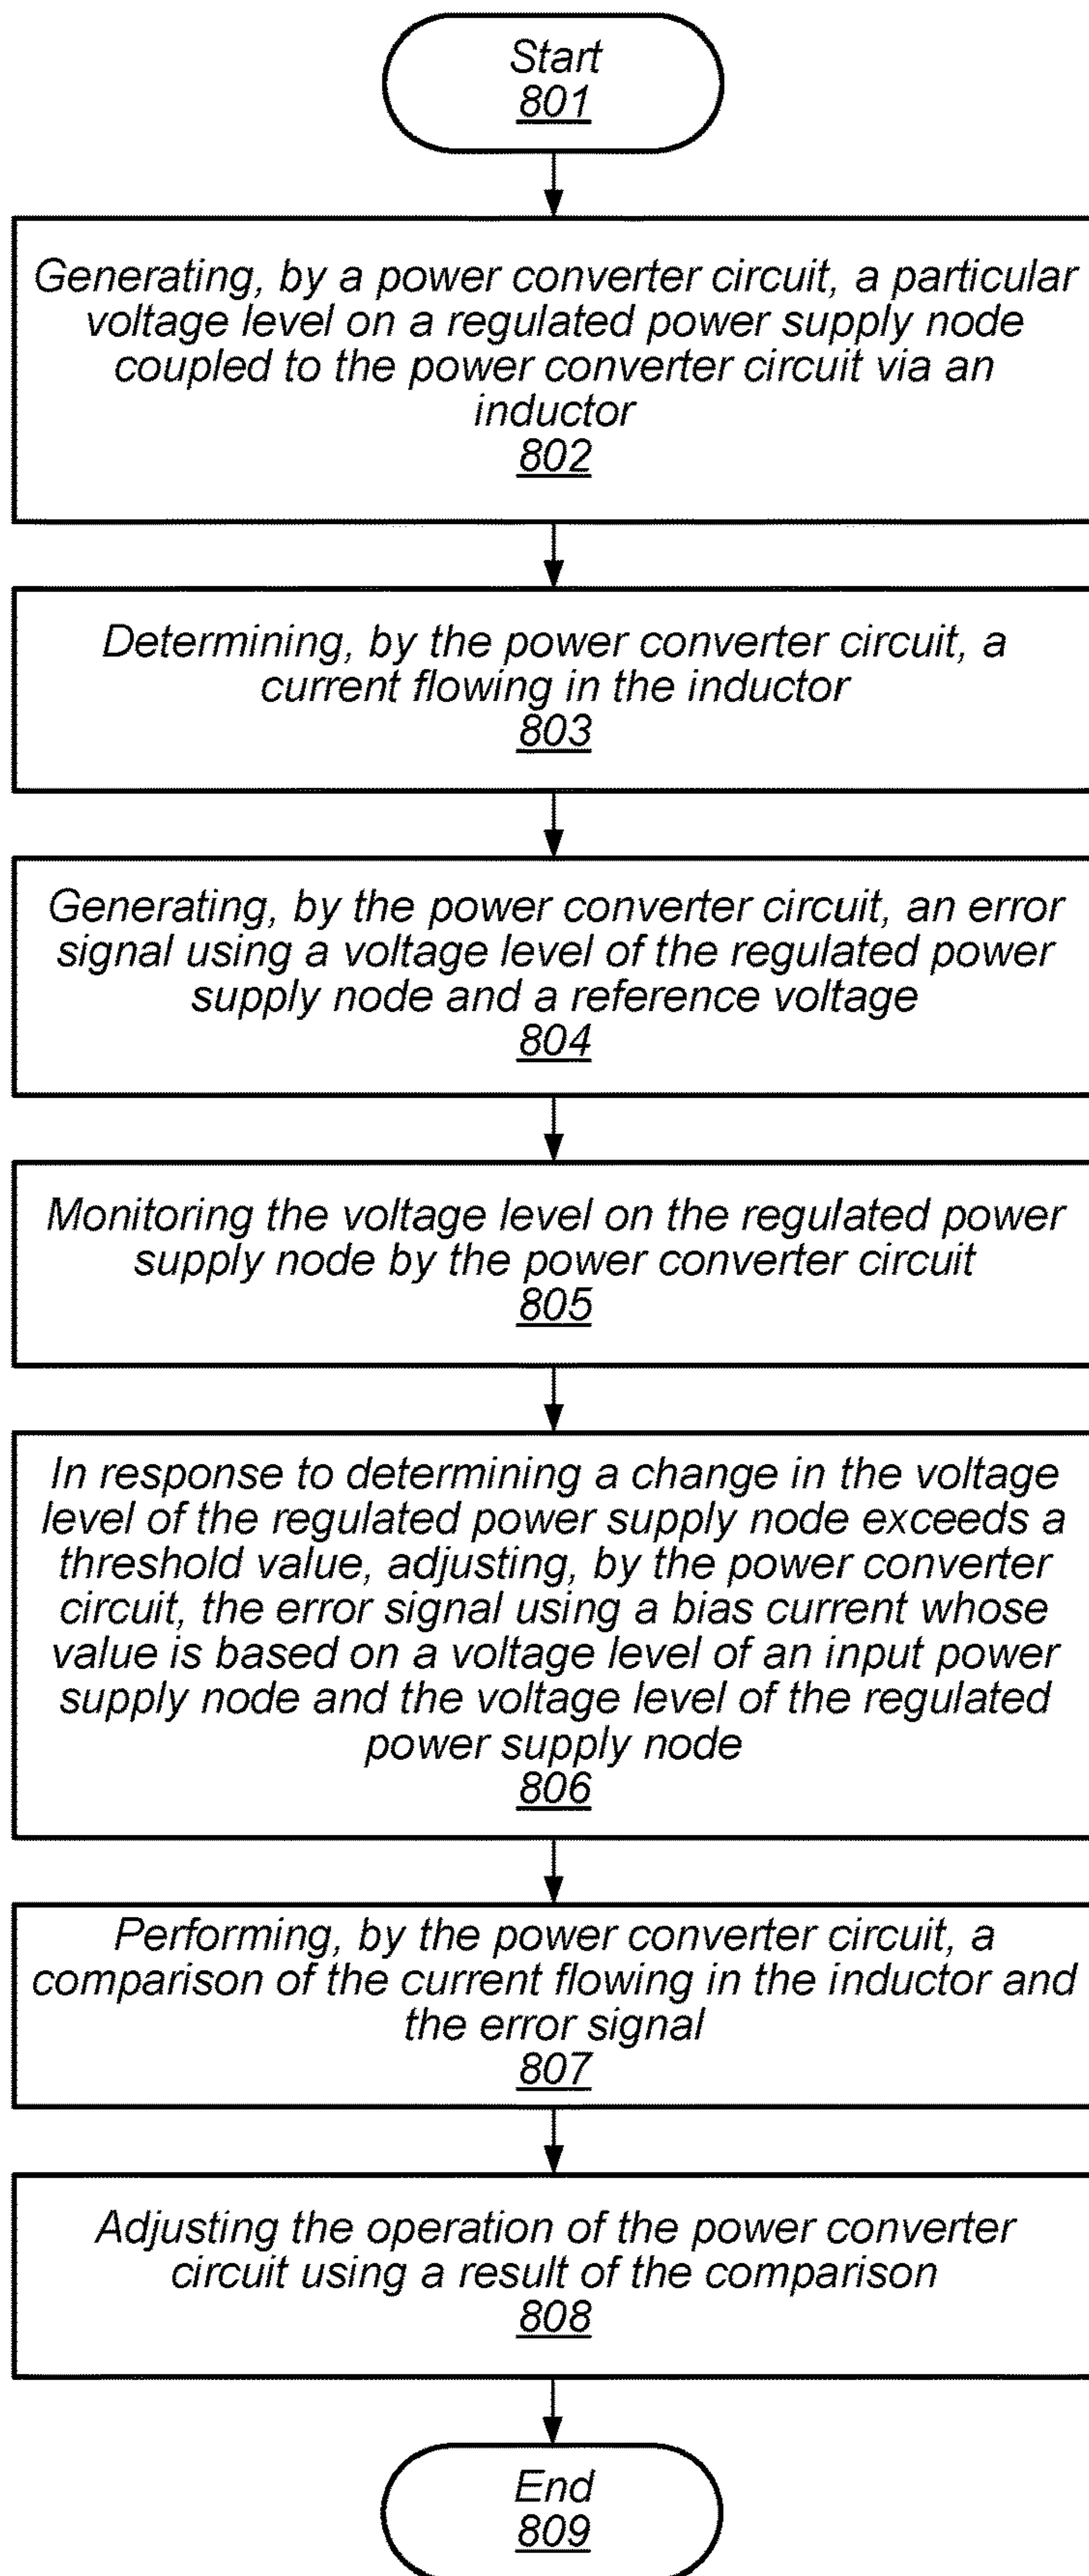 Start
801
Generating, by a power converter circuit, a particular
voltage level on a regulated power supply node
coupled to the power converter circuit via an
inductor
802
Determining, by the power converter circuit, a
current flowing in the inductor
803
Generating, by the power converter circuit, an error
signal using a voltage level of the regulated power
supply node and a reference voltage
804
Monitoring the voltage level on the regulated power
supply node by the power converter circuit
805
In response to determining a change in the voltage
level of the regulated power supply node exceeds a
threshold value, adjusting, by the power converter
circuit, the error signal using a bias current whose
value is based on a voltage level of an input power
supply node and the voltage level of the regulated
power supply node
806
Performing, by the power converter circuit, a
comparison of the current flowing in the inductor and
the error signal
807
Adjusting the operation of the power converter
circuit using a result of the comparison
808
End
809